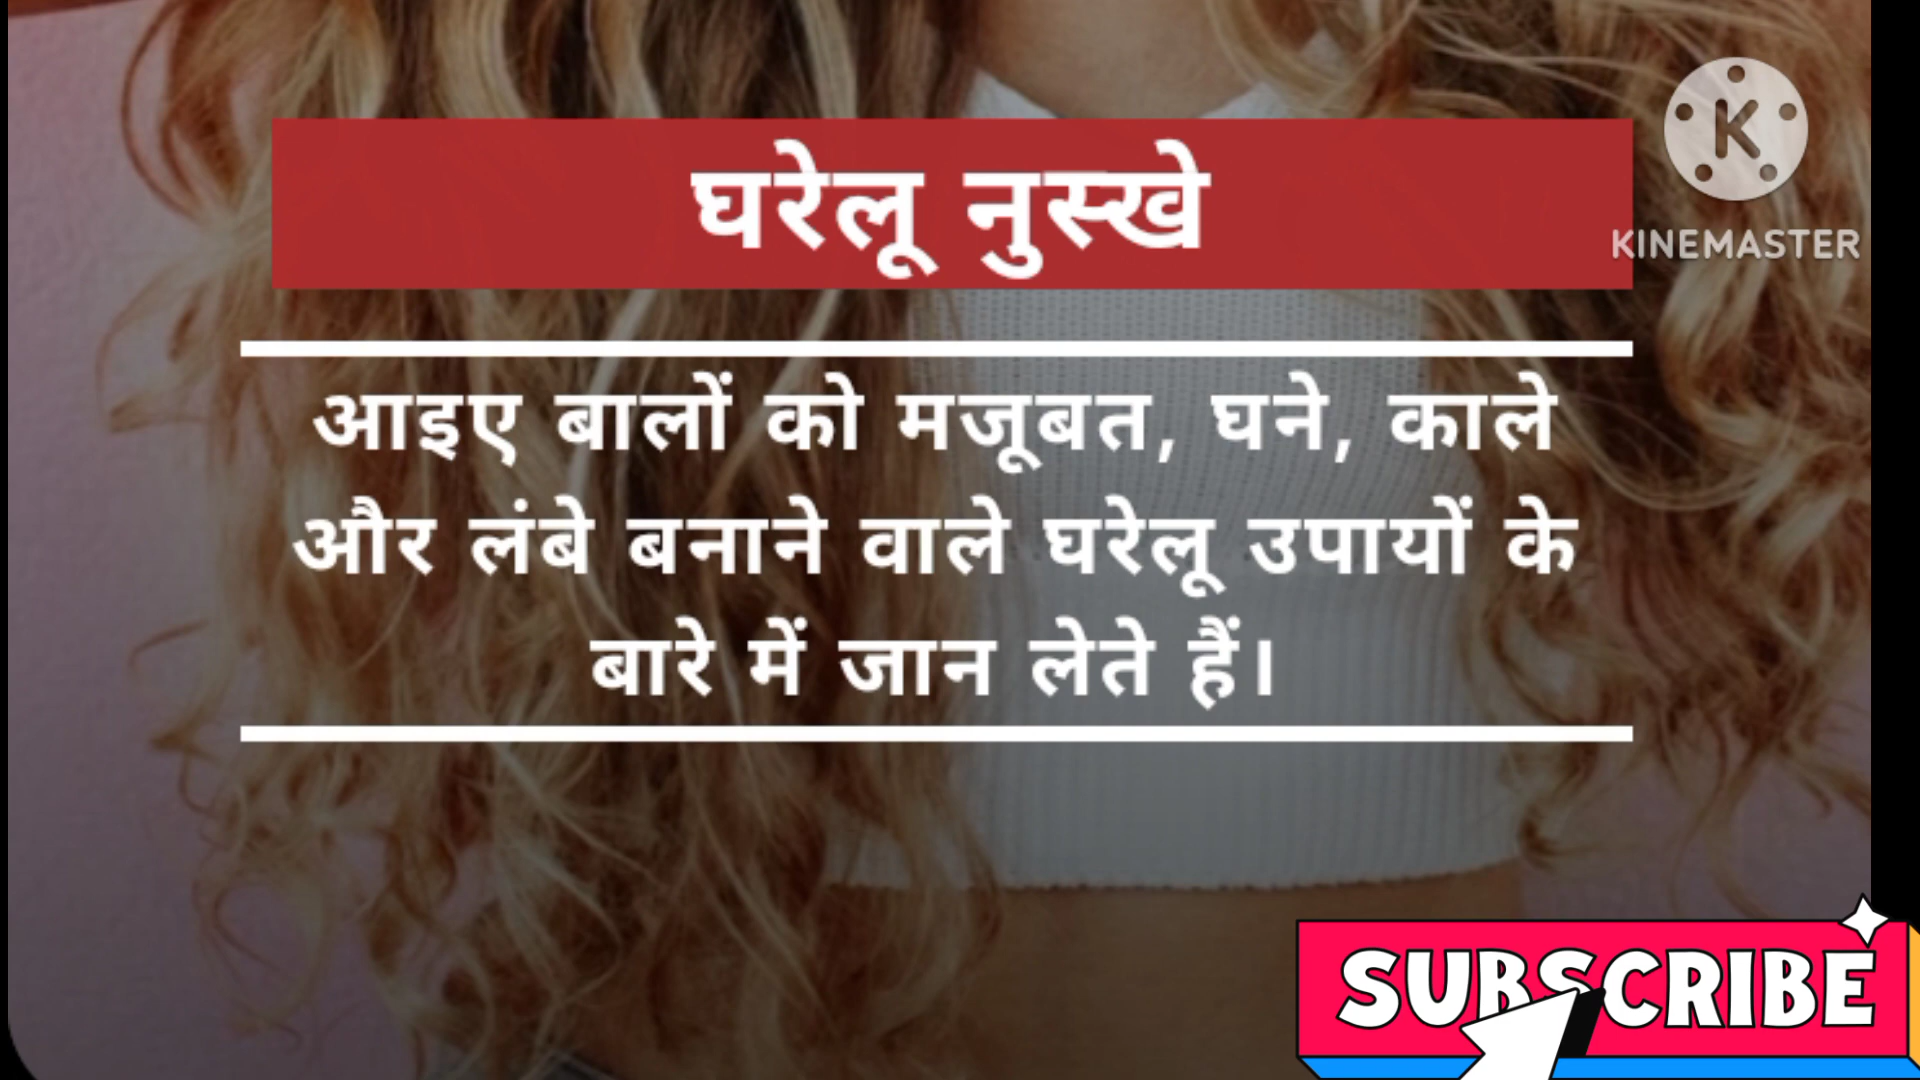 घरेलू नुस्खे
K
KINEMASTER
आइए बालों को मजूबत, घने, काले
और लंबे बनाने वाले घरेलू उपायों के
बारे में जान लेते हैं।
SUBSCRIBE